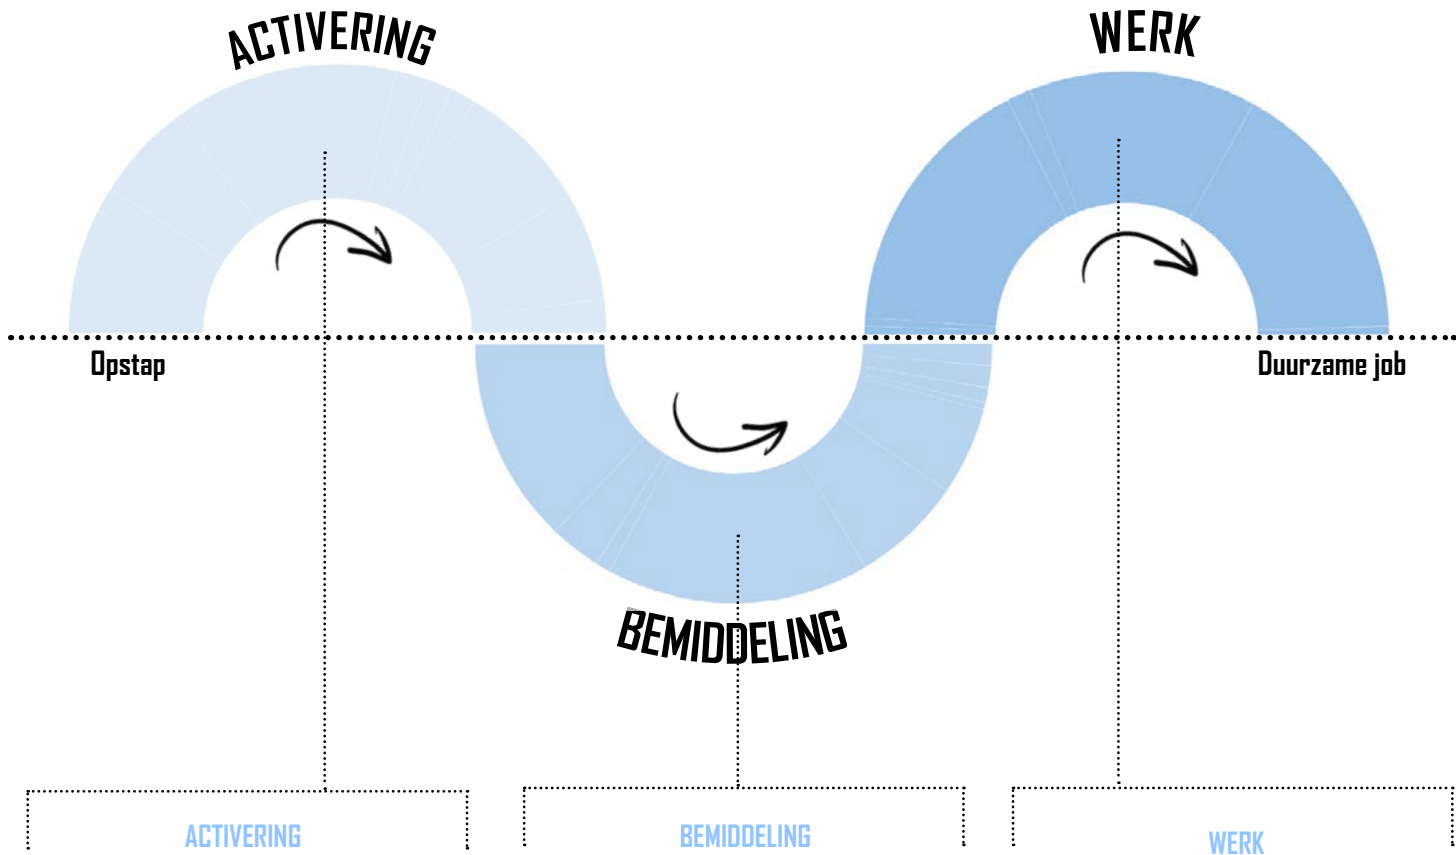 ACTIVERING
WERK
Opstap
Duurzame job
BEMIDDELING
ACTIVERING
BEMIDDELING
WERK